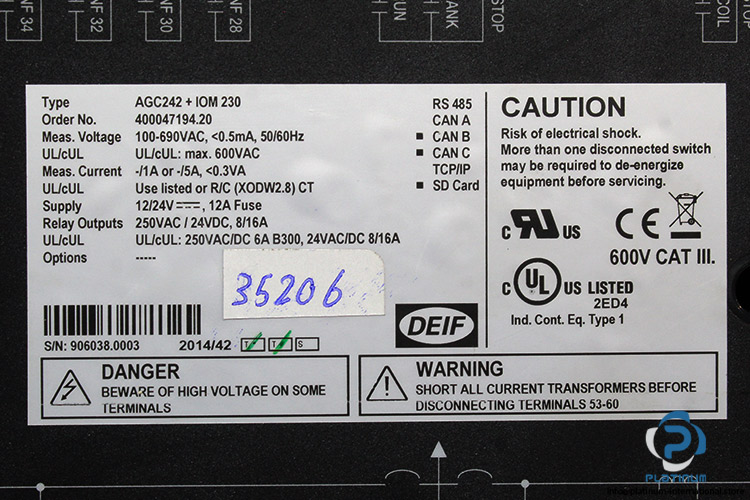 NF 34
NF 32
NF 30
NF 28
RUN
STOP
COIL
Type AGC242 + IOM 230
Order No. 400047194.20
Meas. Voltage 100-690VAC, <0.5mA, 50/60Hz
UL/cUL UL/cUL: max. 600VAC
Meas. Current -/1A or -/5A, <0.3VA
UL/cUL Use listed or R/C (XODW2.8) CT
Supply 12/24V, 12A Fuse
Relay Outputs 250VAC / 24VDC, 8/16A
UL/cUL UL/cUL: 250VAC/DC 6A B300, 24VAC/DC 8/16A
Options -----
RS 485
CAN A
■ CAN B
■ CAN C
TCP/IP
■ SD Card
CAUTION
Risk of electrical shock.
More than one disconnected switch
may be required to de-energize
equipment before servicing.
c RU US CE
600V CAT III.
c UL US LISTED
2ED4
Ind. Cont. Eq. Type 1
35206
DEIF
S/N: 906038.0003 2014/42 T T S
DANGER
BEWARE OF HIGH VOLTAGE ON SOME
TERMINALS
WARNING
SHORT ALL CURRENT TRANSFORMERS BEFORE
DISCONNECTING TERMINALS 53-60
PLATINUM